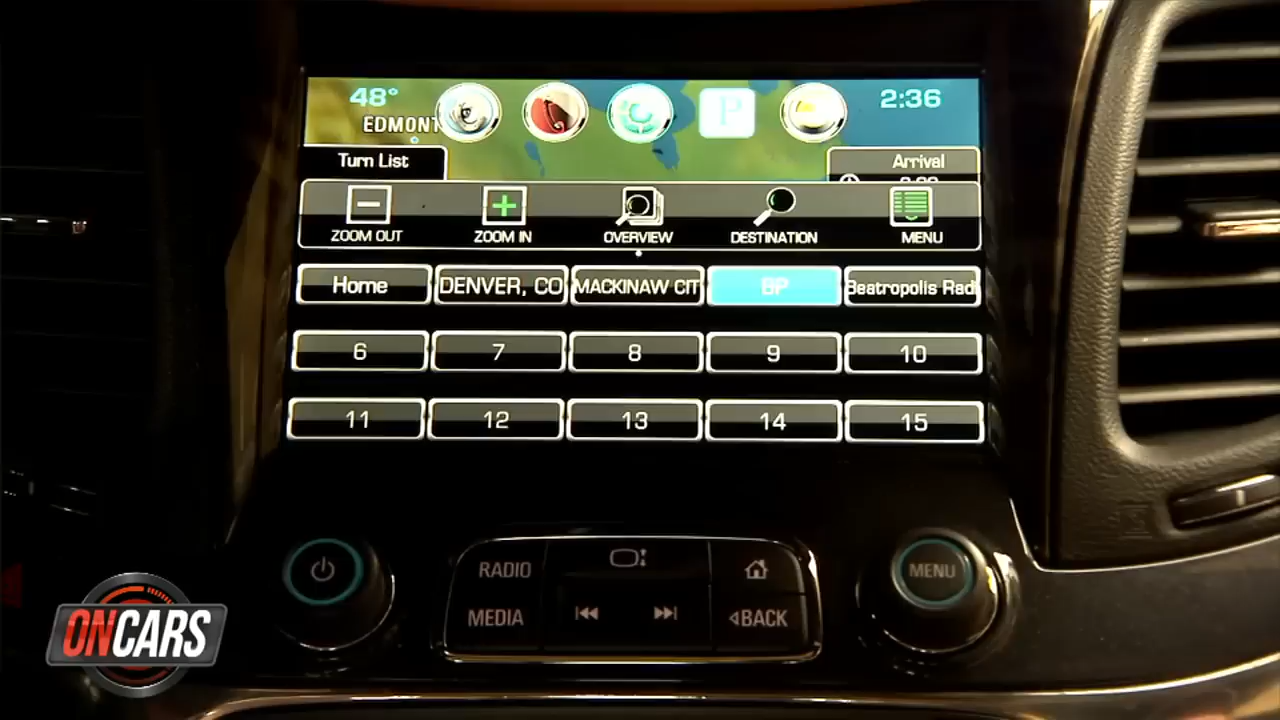 48° P 2:36
EDMONT
Turn List Arrival
ZOOM OUT ZOOM IN OVERVIEW DESTINATION MENU
Home DENVER, CO MACKINAW CIT BP Beatropolis Rad
6 7 8 9 10
11 12 13 14 15
RADIO MENU
MEDIA BACK
ONCARS